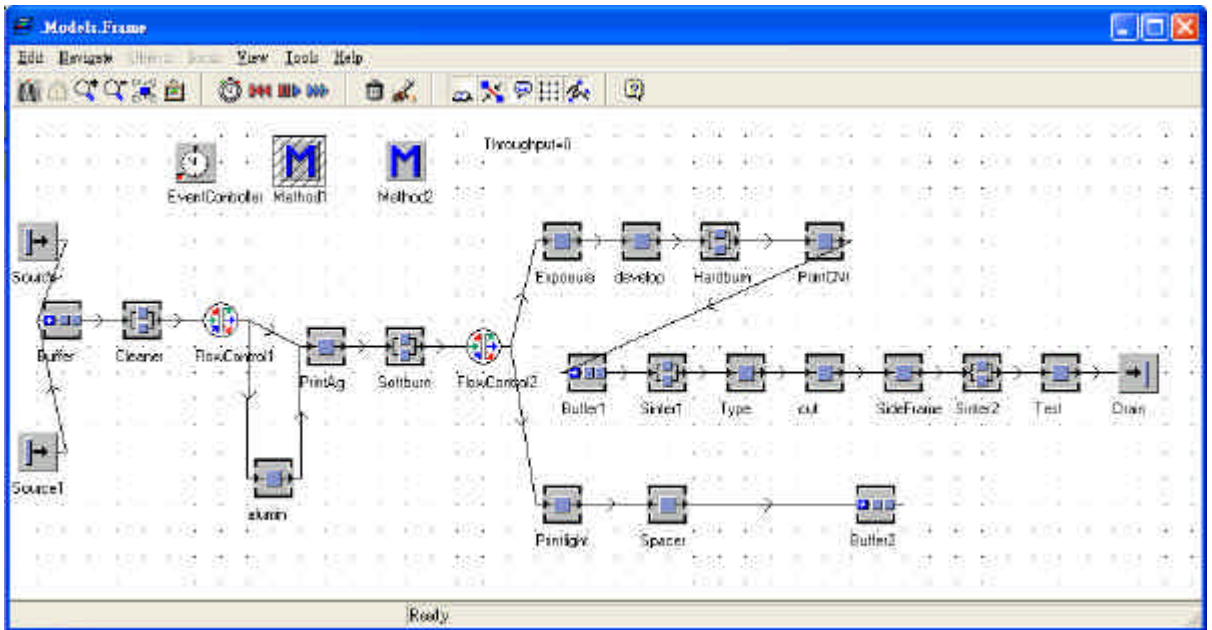 .Models.Frame
Edit Navigate View Tools Help
Throughput=0
EventController Method1 Method2
Source
Exposure develop Hardburn
Buffer Cleaner FlowControl1
PrintAg Softburn FlowControl2
Buffer1 Sinter1 Type cut SideFrame Sinter2 Test Drain
Source1
alumin
Printlight Spacer Buffer2
Ready